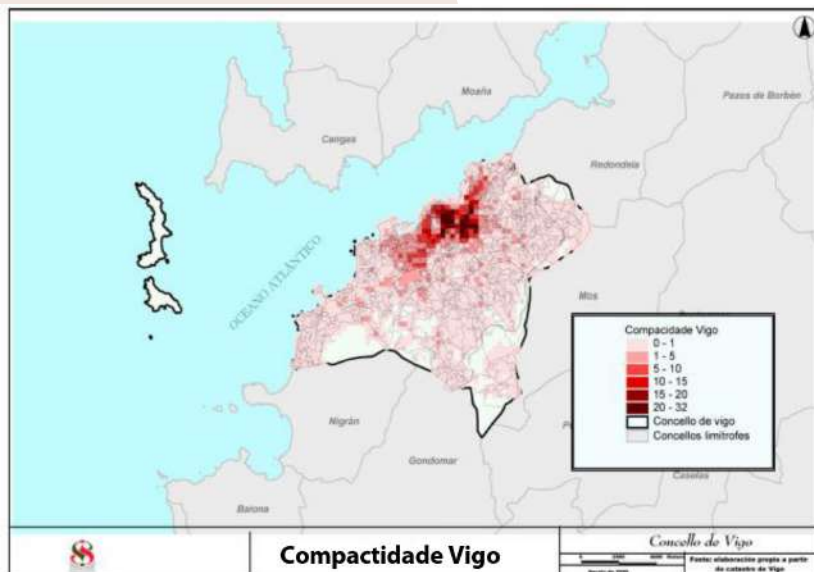 Moaña
Pazos de Borbón
Cangas
Redondela
OCEANO ATLÁNTICO
Mos
Compacidade Vigo
0 - 1
1 - 5
5 - 10
10 - 15
15 - 20
20 - 32
Concello de vigo
Concellos limítrofes
Nigrán
Gondomar
Caselas
Baiona
Compactidade Vigo
Concello de Vigo
Fonte: elaboración propia a partir
do catastro de Vigo